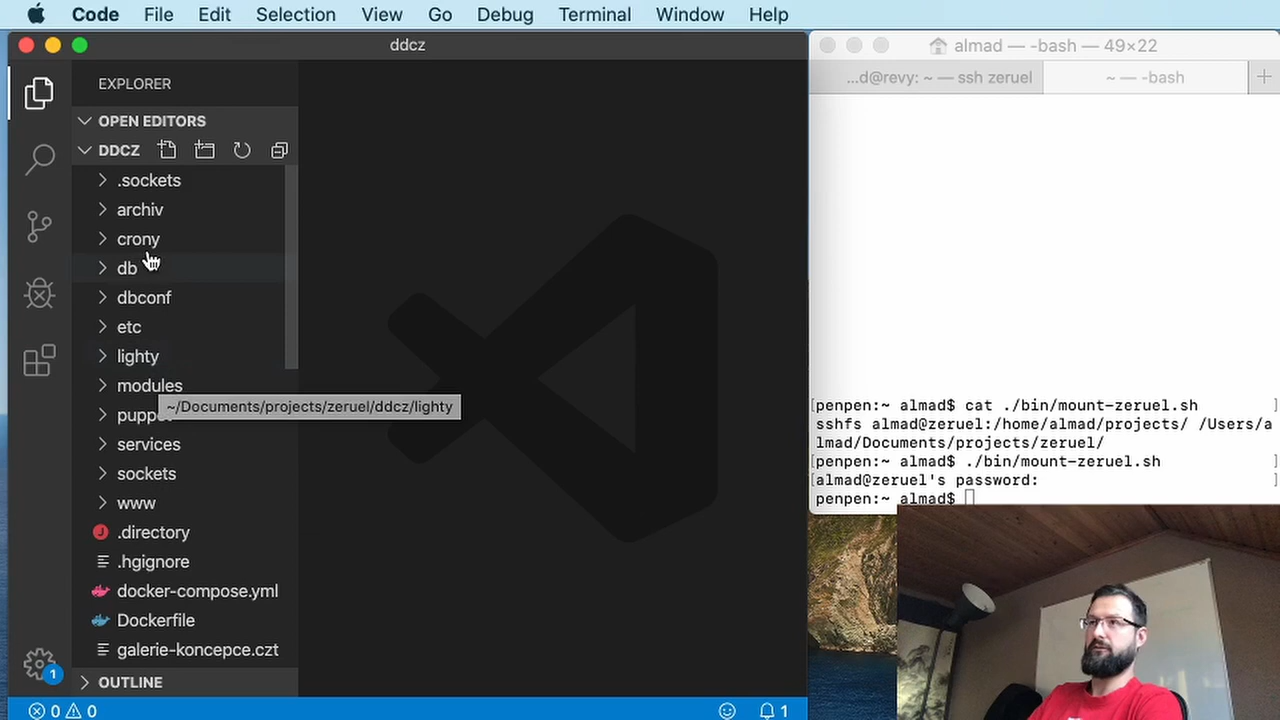 Code File Edit Selection View Go Debug Terminal Window Help
ddcz
EXPLORER
OPEN EDITORS
DDCZ
.sockets
archiv
crony
db
dbconf
etc
lighty
modules
~/Documents/projects/zeruel/ddcz/lighty
services
sockets
www
.directory
.hgignore
docker-compose.yml
Dockerfile
galerie-koncepce.czt
OUTLINE
1
0 0
1
almad — -bash — 49×22
...d@revy: ~ — ssh zeruel
~ — -bash
[penpen:~ almad$ cat ./bin/mount-zeruel.sh ]
sshfs almad@zeruel:/home/almad/projects/ /Users/a
lmad/Documents/projects/zeruel/
[penpen:~ almad$ ./bin/mount-zeruel.sh ]
[almad@zeruel's password: ]
penpen:~ almad$